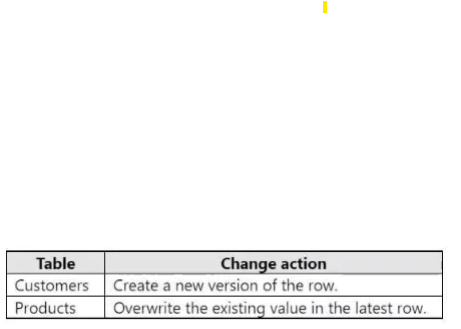 Table Change action
Customers Create a new version of the row.
Products Overwrite the existing value in the latest row.